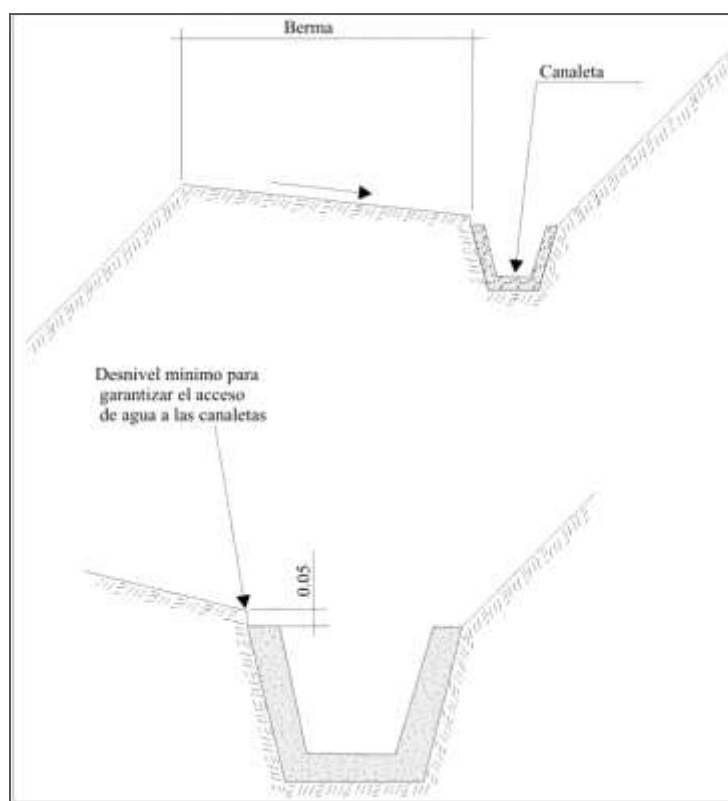 Berma
Canaleta
Desnivel mínimo para
garantizar el acceso
de agua a las canaletas
0.05